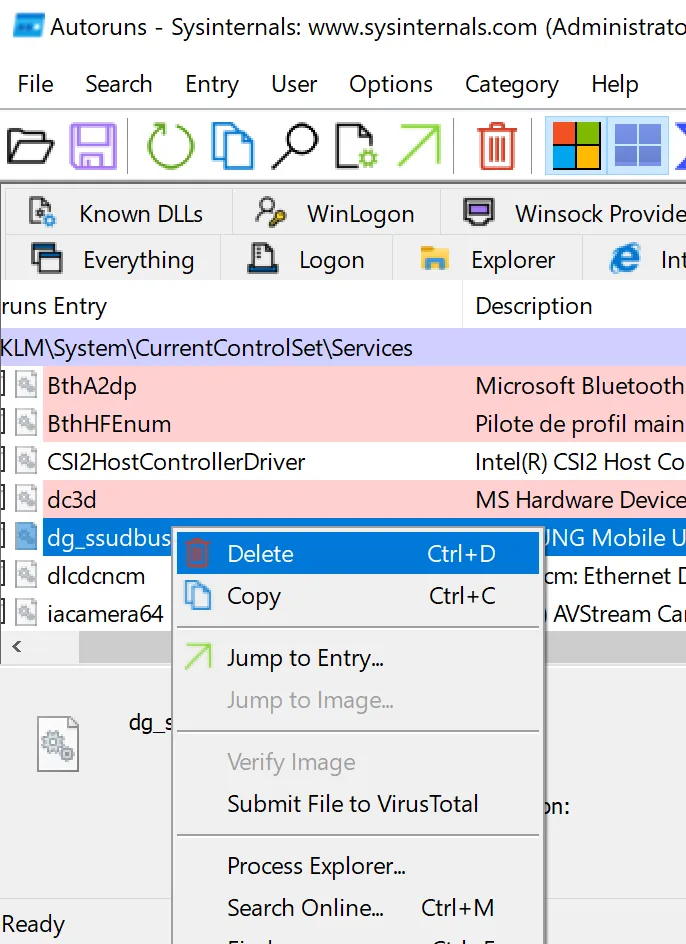 Autoruns - Sysinternals: www.sysinternals.com (Administrato
File Search Entry User Options Category Help
Known DLLs WinLogon Winsock Provide
Everything Logon Explorer Int
runs Entry Description
KLM\System\CurrentControlSet\Services
BthA2dp Microsoft Bluetooth
BthHFEnum Pilote de profil main
CSI2HostControllerDriver Intel(R) CSI2 Host Co
dc3d MS Hardware Device
dg_ssudbus UNG Mobile U
dlcdcncm cm: Ethernet D
iacamera64 AVStream Ca
Delete Ctrl+D
Copy Ctrl+C
Jump to Entry...
Jump to Image...
dg_s
Verify Image
Submit File to VirusTotal
on:
Process Explorer...
Search Online... Ctrl+M
Ready